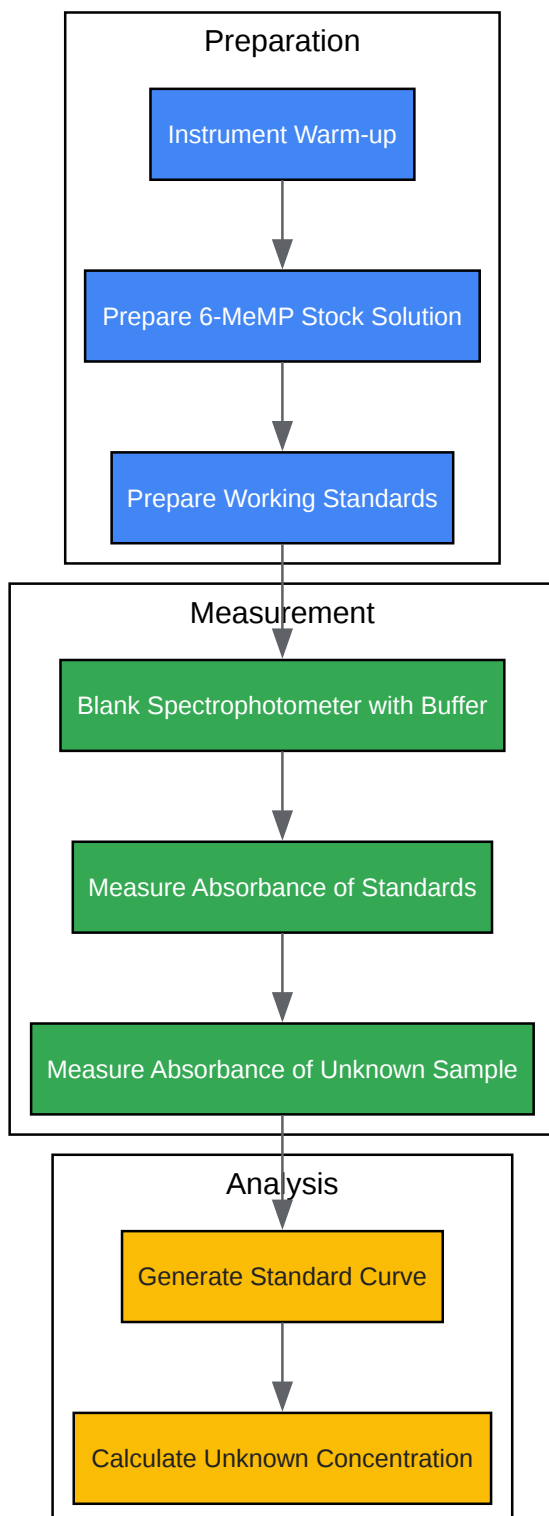 Preparation
Instrument Warm-up
Prepare 6-MeMP Stock Solution
Prepare Working Standards
Measurement
Blank Spectrophotometer with Buffer
Measure Absorbance of Standards
Measure Absorbance of Unknown Sample
Analysis
Generate Standard Curve
Calculate Unknown Concentration